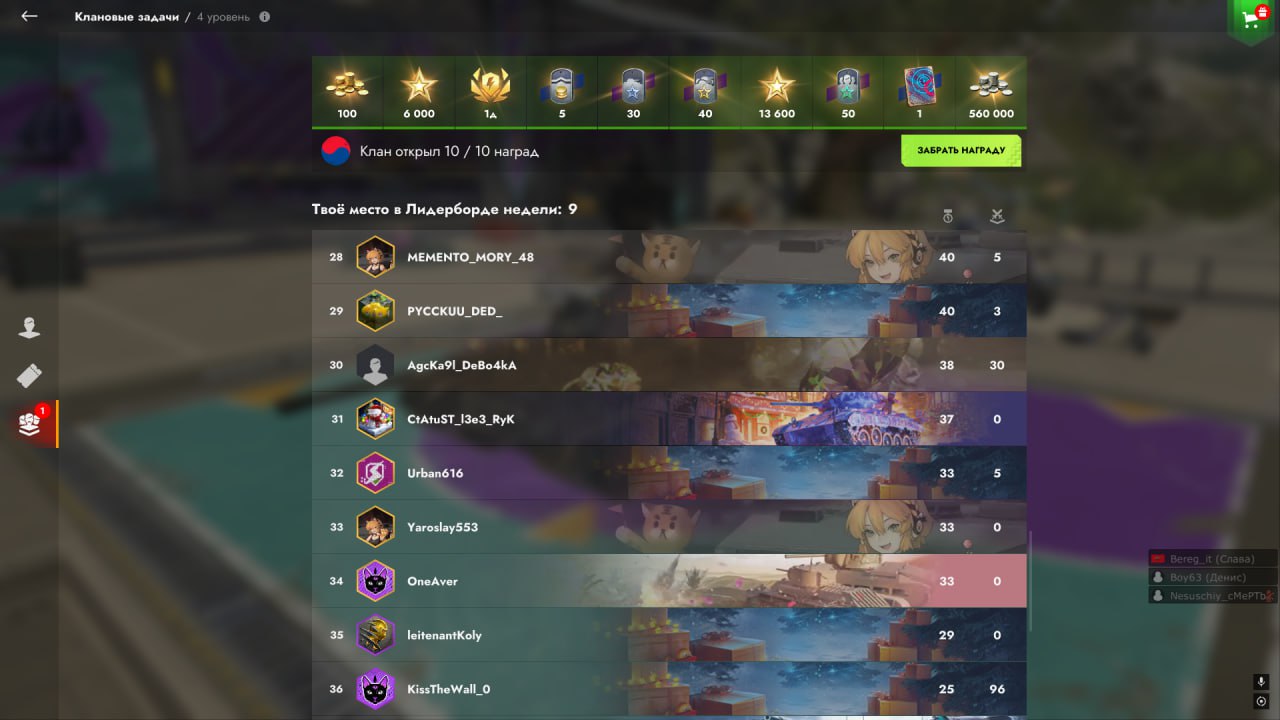 Клановые задачи / 4 уровень
100 6 000 1д 5 30 40 13 600 50 1 560 000
Клан открыл 10 / 10 наград
ЗАБРАТЬ НАГРАДУ
Твоё место в Лидерборде недели: 9
28 MEMENTO_MORY_48 40 5
29 PYCCKUU_DED_ 40 3
30 AgcKa9l_DeBo4kA 38 30
31 CtAtuST_l3e3_RyK 37 0
1
32 Urban616 33 5
33 Yaroslay553 33 0
Bereg_it (Слава)
34 OneAver 33 0
Boy63 (Денис)
Nesuschiy_cMePTb
35 leitenantKoly 29 0
36 KissTheWall_0 25 96